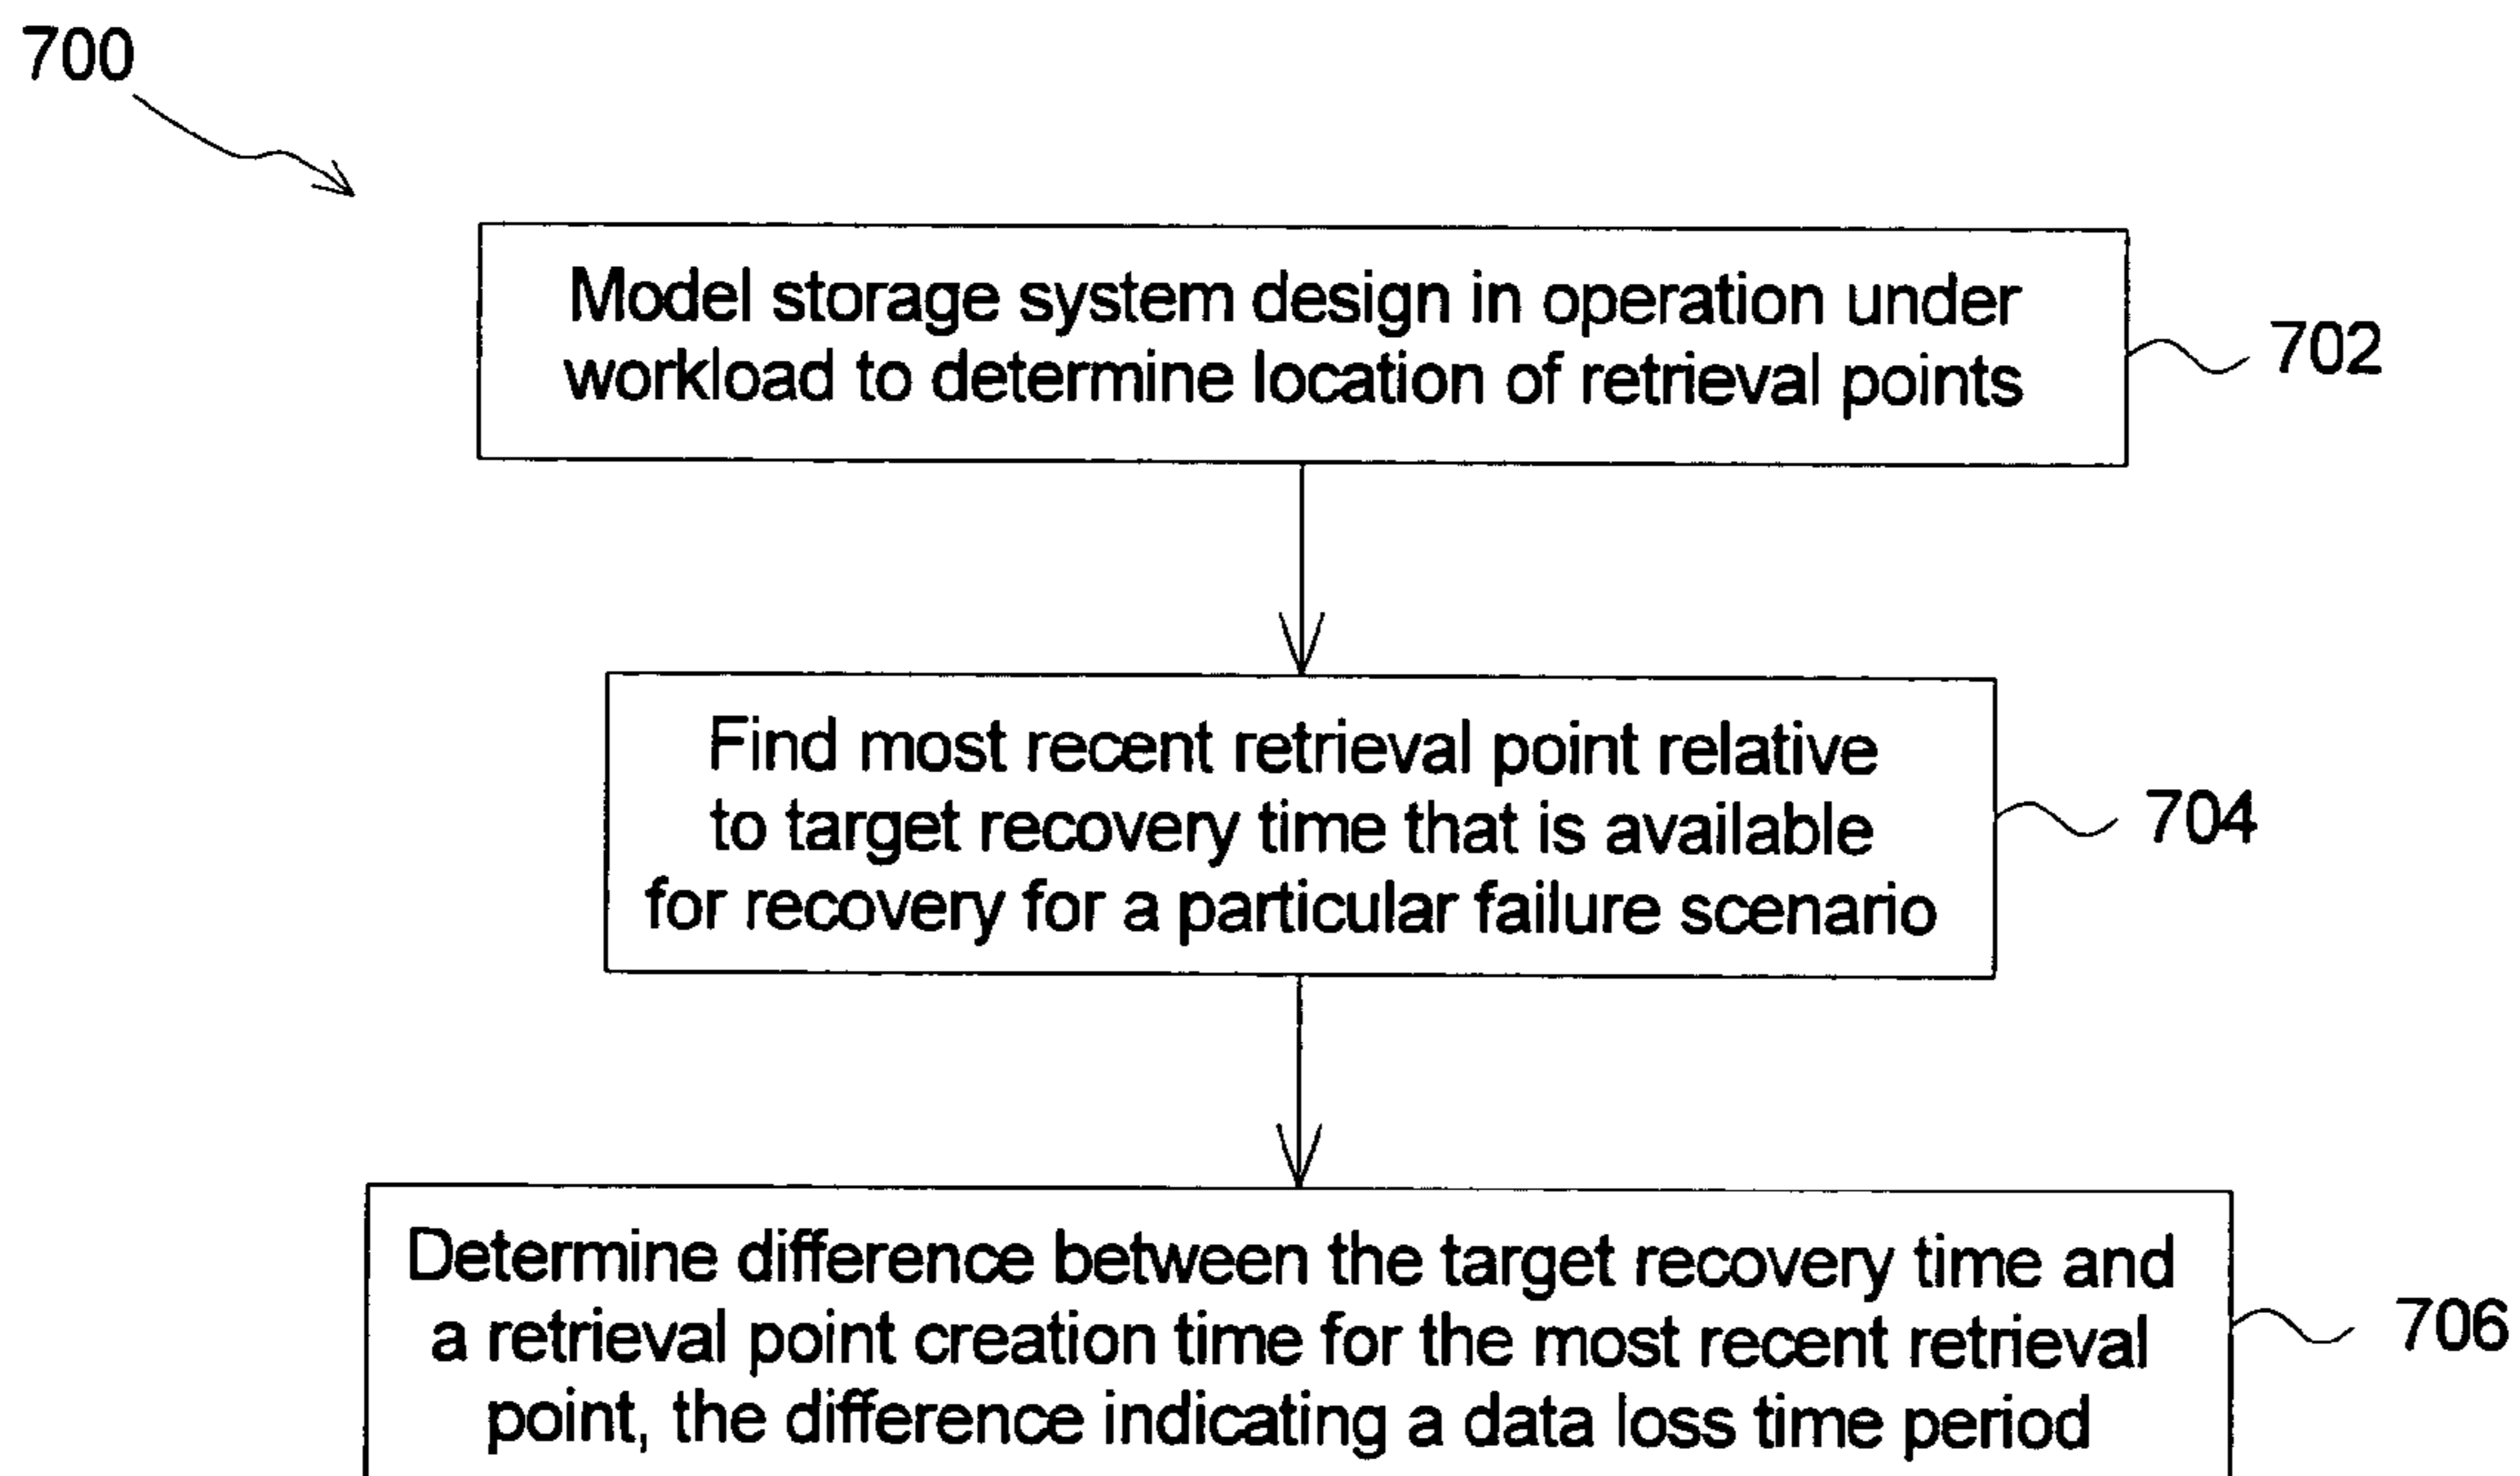 700
Model storage system design in operation under
workload to determine location of retrieval points
702
Find most recent retrieval point relative
to target recovery time that is available
for recovery for a particular failure scenario
704
Determine difference between the target recovery time and
a retrieval point creation time for the most recent retrieval
point, the difference indicating a data loss time period
706